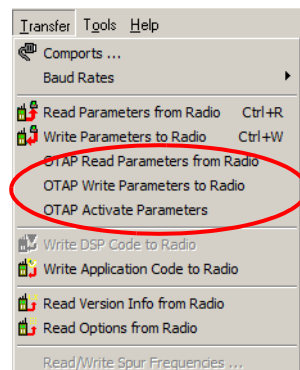 Transfer Tools Help
Comports ...
Baud Rates
Read Parameters from Radio Ctrl+R
Write Parameters to Radio Ctrl+W
OTAP Read Parameters from Radio
OTAP Write Parameters to Radio
OTAP Activate Parameters
Write DSP Code to Radio
Write Application Code to Radio
Read Version Info from Radio
Read Options from Radio
Read/Write Spur Frequencies ...